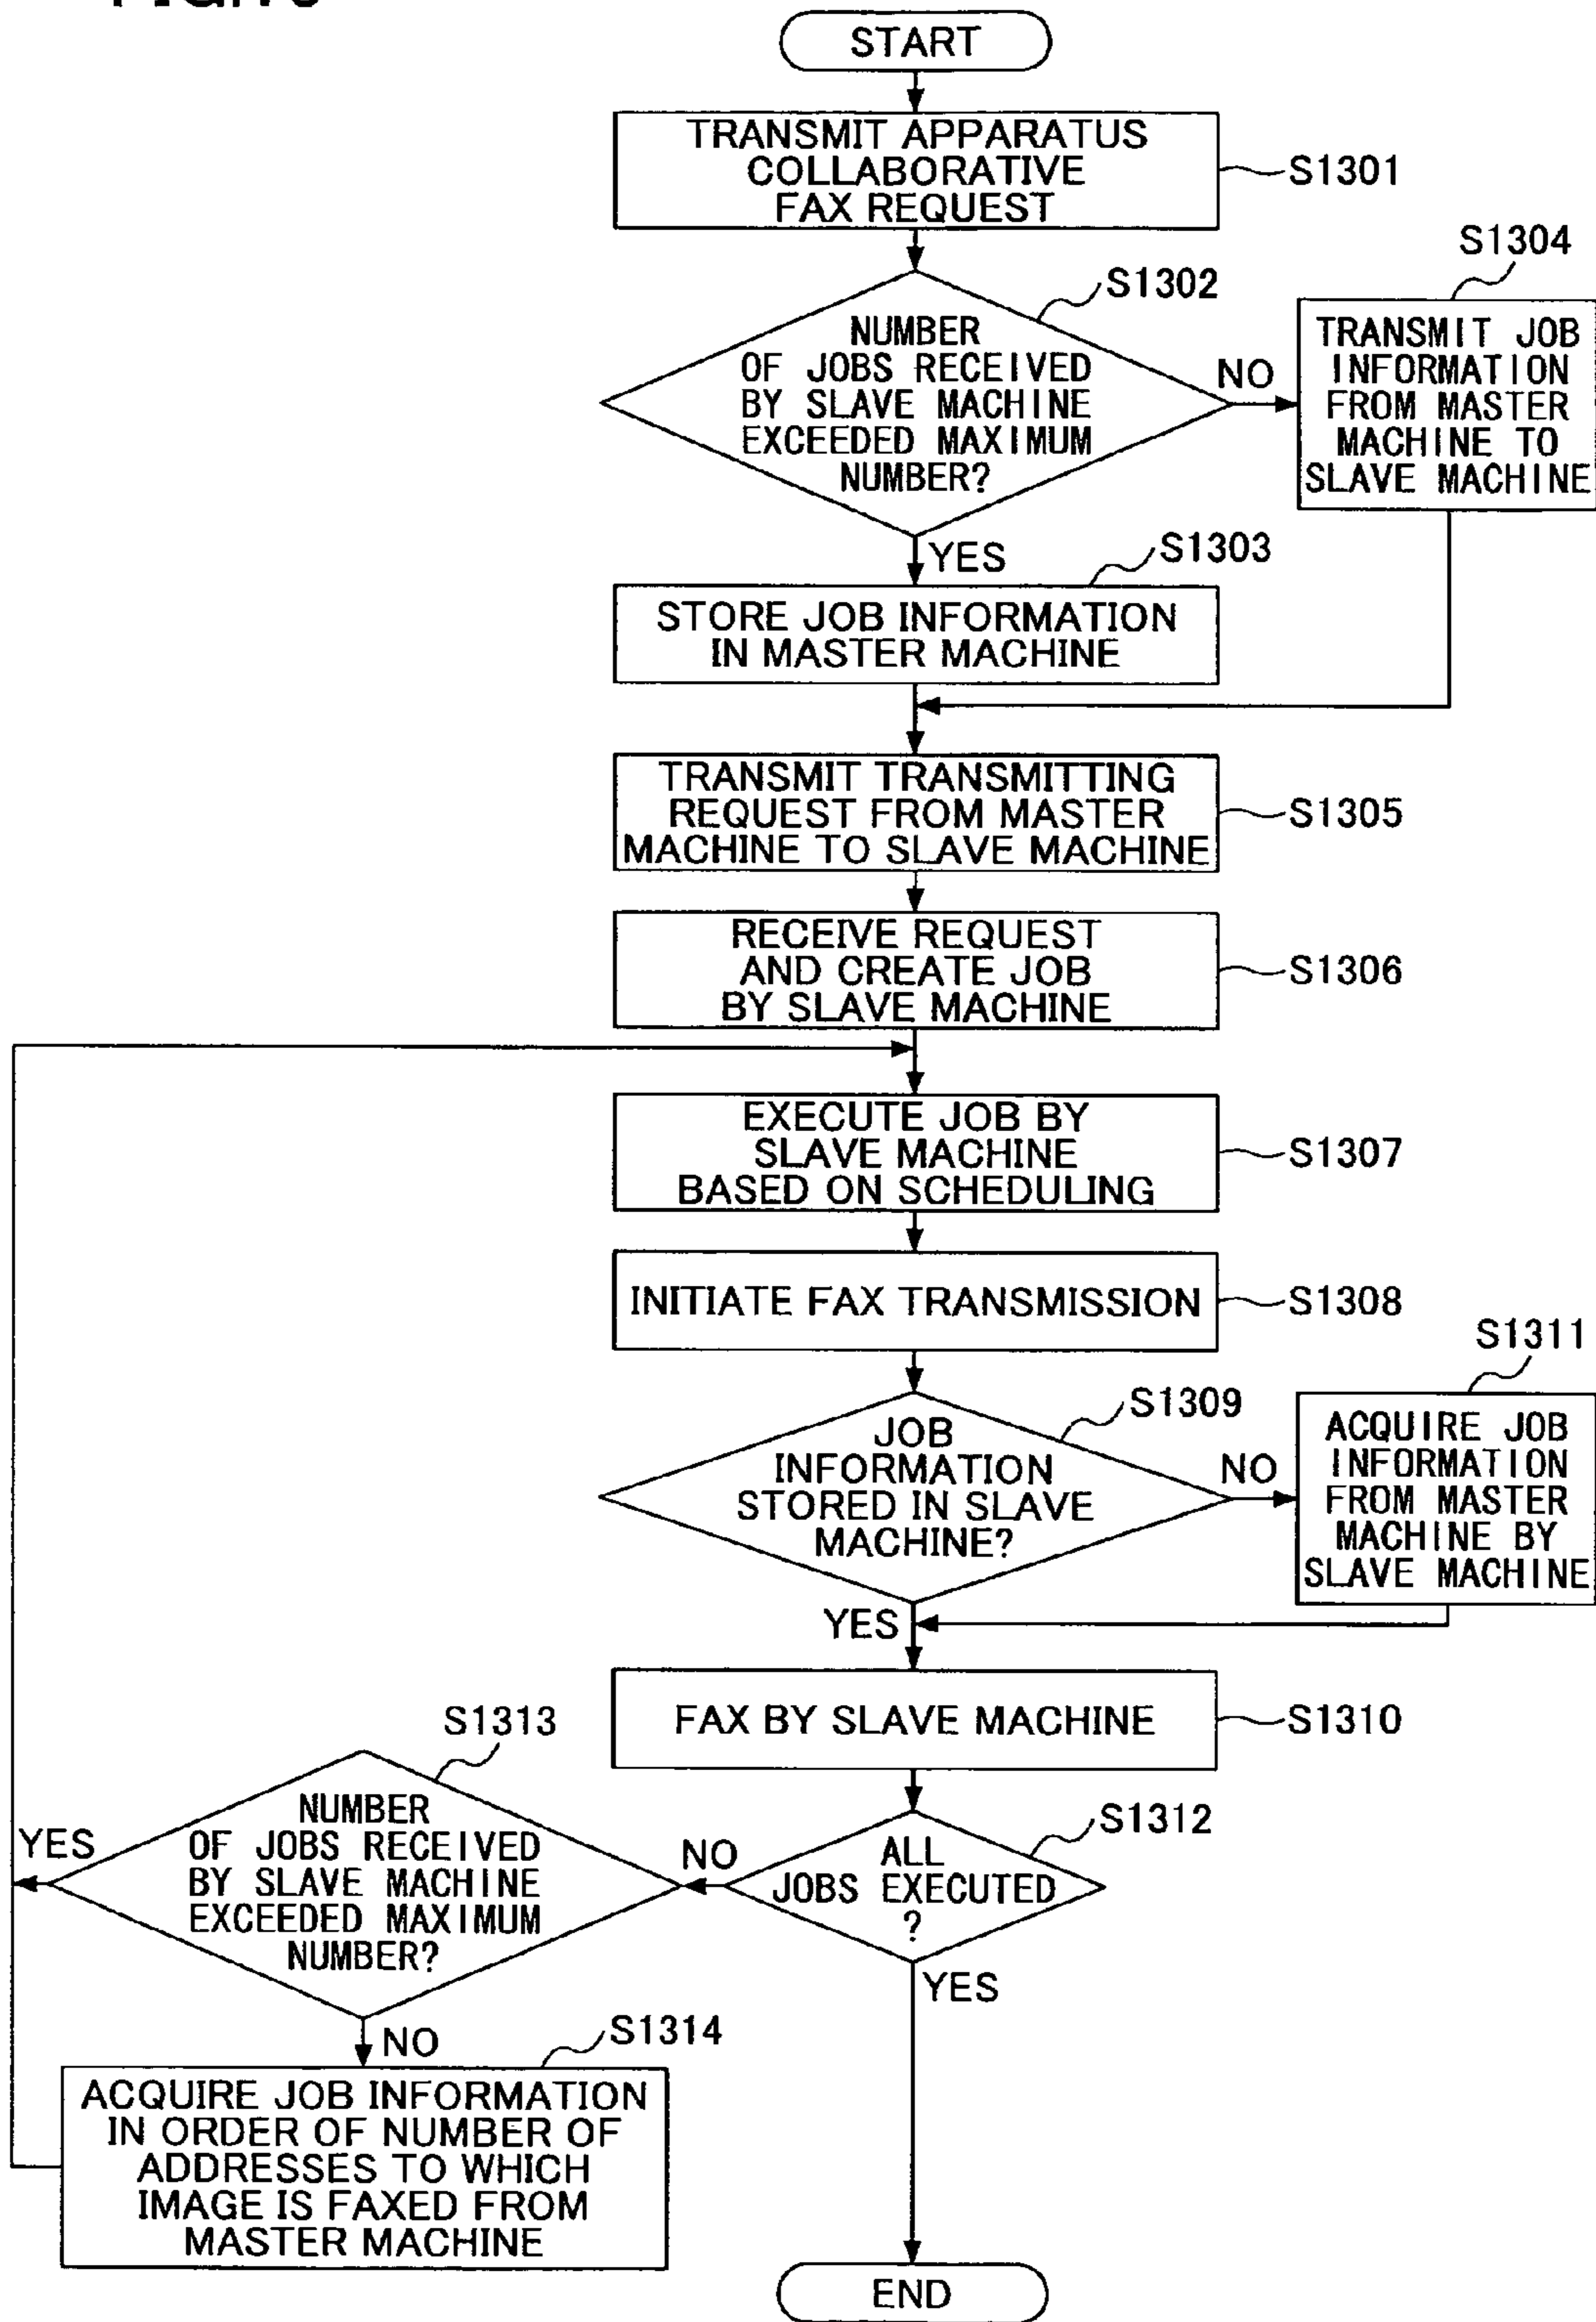 START
TRANSMIT APPARATUS
COLLABORATIVE
FAX REQUEST
S1301
S1302
NUMBER
OF JOBS RECEIVED
BY SLAVE MACHINE
EXCEEDED MAXIMUM
NUMBER?
NO
S1304
TRANSMIT JOB
INFORMATION
FROM MASTER
MACHINE TO
SLAVE MACHINE
YES
S1303
STORE JOB INFORMATION
IN MASTER MACHINE
TRANSMIT TRANSMITTING
REQUEST FROM MASTER
MACHINE TO SLAVE MACHINE
S1305
RECEIVE REQUEST
AND CREATE JOB
BY SLAVE MACHINE
S1306
EXECUTE JOB BY
SLAVE MACHINE
BASED ON SCHEDULING
S1307
INITIATE FAX TRANSMISSION
S1308
S1309
JOB
INFORMATION
STORED IN SLAVE
MACHINE?
NO
S1311
ACQUIRE JOB
INFORMATION
FROM MASTER
MACHINE BY
SLAVE MACHINE
YES
FAX BY SLAVE MACHINE
S1310
S1312
ALL
JOBS EXECUTED
?
NO
YES
S1313
NUMBER
OF JOBS RECEIVED
BY SLAVE MACHINE
EXCEEDED MAXIMUM
NUMBER?
YES
NO
S1314
ACQUIRE JOB INFORMATION
IN ORDER OF NUMBER OF
ADDRESSES TO WHICH
IMAGE IS FAXED FROM
MASTER MACHINE
END